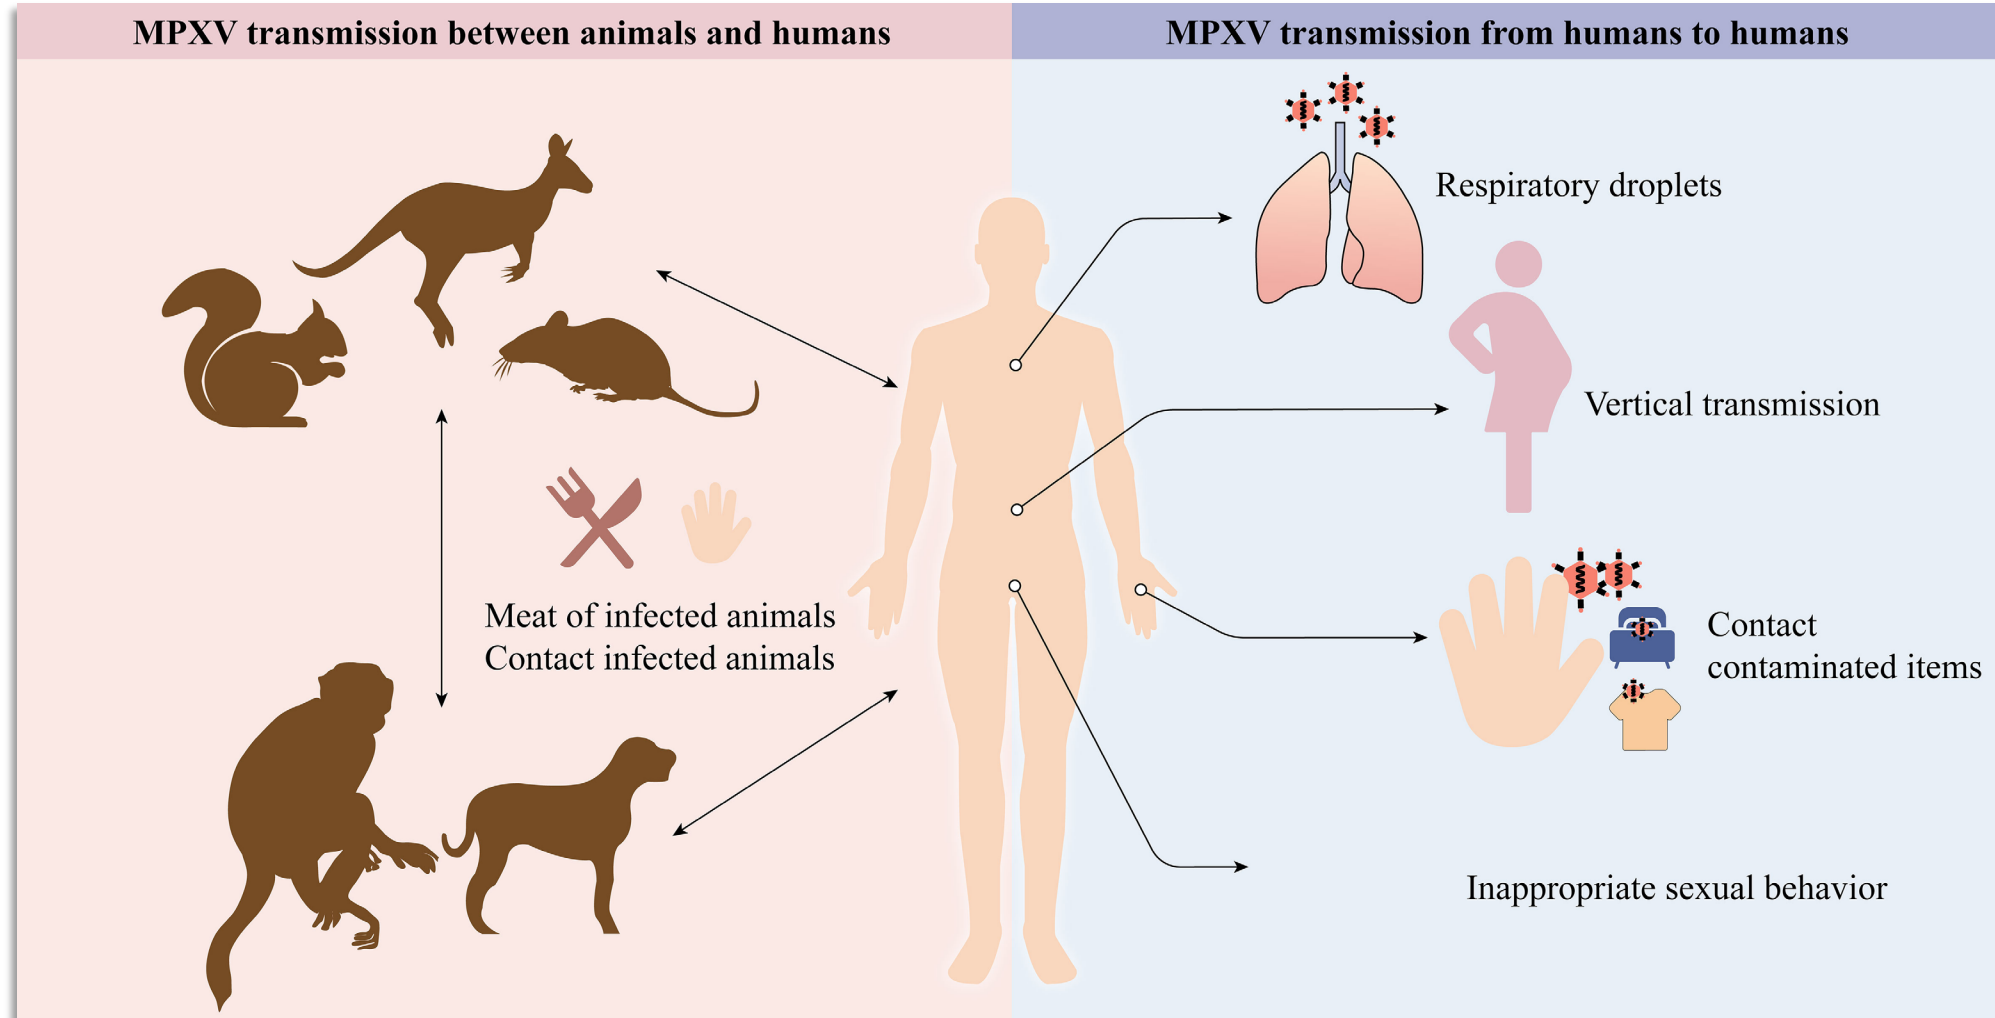 MPXV transmission between animals and humans
MPXV transmission from humans to humans
Respiratory droplets
Vertical transmission
Meat of infected animals
Contact infected animals
Contact
contaminated items
Inappropriate sexual behavior